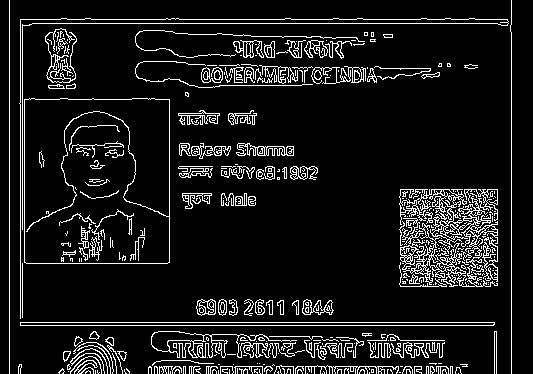 भारत सरकार
GOVERNMENT OF INDIA
राजीव शर्मा
Rajeev Sharma
जन्म वर्ष/YoB:1992
पुरुष Male
6903 2611 1844
भारतीय विशिष्ट पहचान प्राधिकरण
UNIQUE IDENTIFICATION AUTHORITY OF INDIA